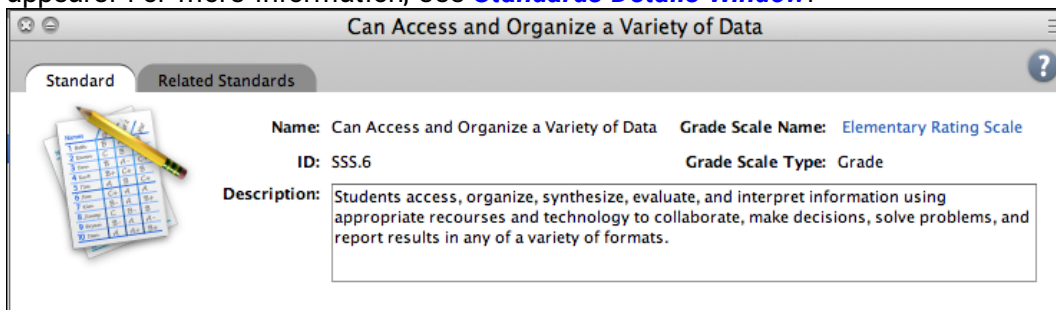 appears. For more information, see Standards Details Window.
Can Access and Organize a Variety of Data
Standard Related Standards
?
Name: Can Access and Organize a Variety of Data Grade Scale Name: Elementary Rating Scale
ID: SSS.6 Grade Scale Type: Grade
Description: Students access, organize, synthesize, evaluate, and interpret information using
appropriate recourses and technology to collaborate, make decisions, solve problems, and
report results in any of a variety of formats.